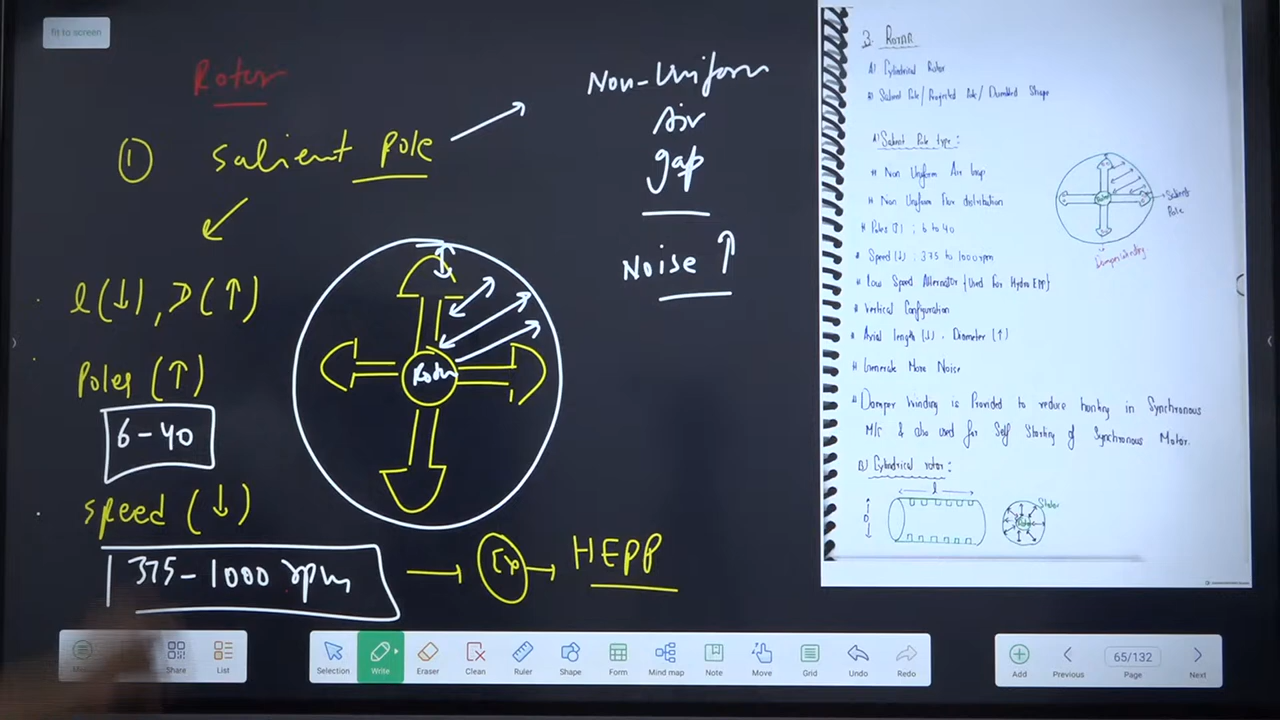 fit to screen
Rotor
① Salient Pole
Non-Uniform
Air
gap
Noise ↑
l (↓), D (↑)
Poles (↑)
6-40
Speed (↓)
375-1000 rpm
HEPP
Rotor
3. Rotor
A) Cylindrical Rotor
B) Salient Pole/ Projected Pole/ Dumbbel Shape
A) Salient Pole type:
# Non Uniform Air Gap
# Non Uniform Flux distribution
# Poles (↑) ; 6 to 40
# Speed (↓) ; 375 to 1000 rpm
# Low Speed Alternator {Used For Hydro EPP}
# Vertical Configuration
# Axial length (↓) . Diameter (↑)
# Generate More Noise
# Damper Winding is Provided to reduce hunting in Synchronous
M/C & also used for Self Starting of Synchronous Motor.
Salient
Pole
Damper Winding
B) Cylindrical rotor:
l
D
Stator
Share
List
Selection
Write
Eraser
Clean
Ruler
Shape
Form
Mind map
Note
Move
Grid
Undo
Redo
Add
Previous
65/132
Page
Next